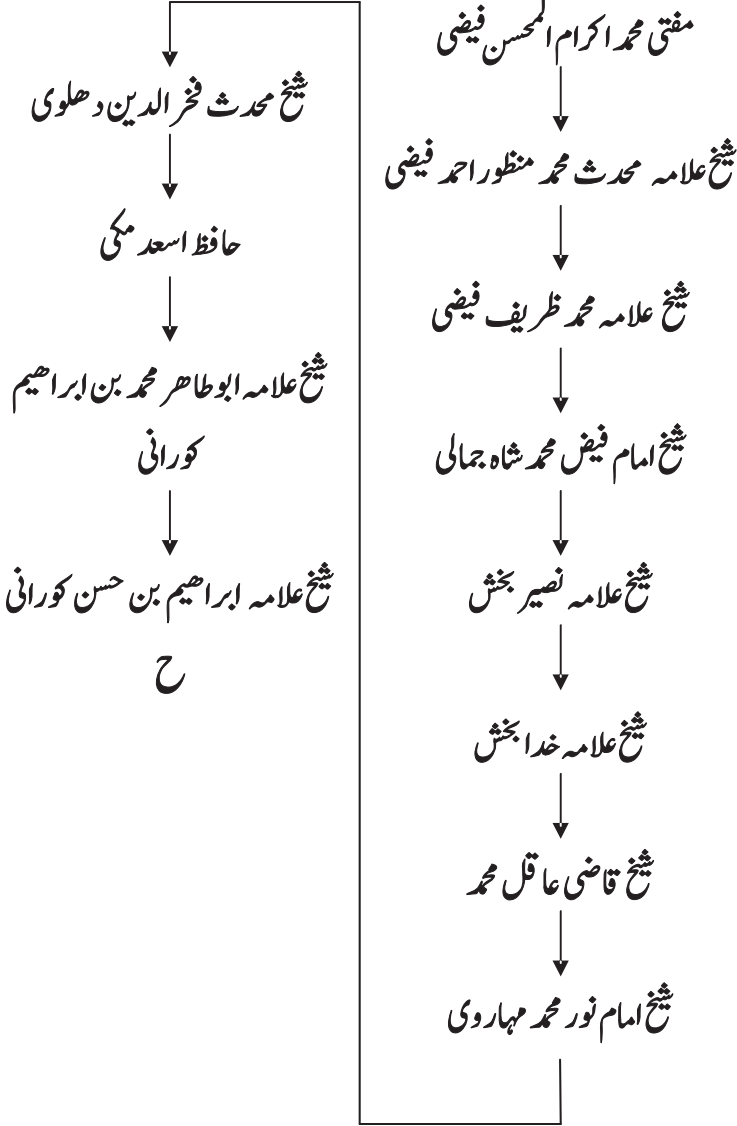 مفتی محمد اکرام المحسن فیضی
شیخ علامہ محدث محمد منظور احمد فیضی
شیخ علامہ محمد ظریف فیضی
شیخ امام فیض محمد شاہ جمالی
شیخ علامہ نصیر بخش
شیخ علامہ خدا بخش
شیخ قاضی عاقل محمد
شیخ امام نور محمد مہاروی
شیخ محدث فخر الدین دھلوی
حافظ اسعد مکی
شیخ علامہ ابو طاھر محمد بن ابراھیم
کورانی
شیخ علامہ ابراھیم بن حسن کورانی
ح